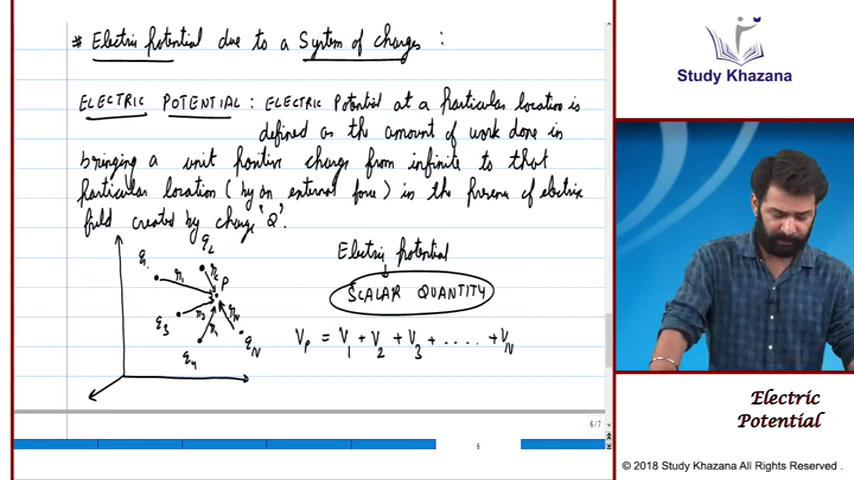 * Electric Potential due to a System of charges :
Study Khazana
ELECTRIC POTENTIAL : ELECTRIC Potential at a particular location is
defined as the amount of work done in
bringing a unit positive charge from infinite to that
particular location (by an external force) in the presence of electric
field created by charge 'Q'.
q1 q2 r1 r2 P
q3 r3 rN
q4 qN
Electric potential
SCALAR QUANTITY
Vp = V1 + V2 + V3 + ..... + VN
6/7
6
Electric
Potential
© 2018 Study Khazana All Rights Reserved .